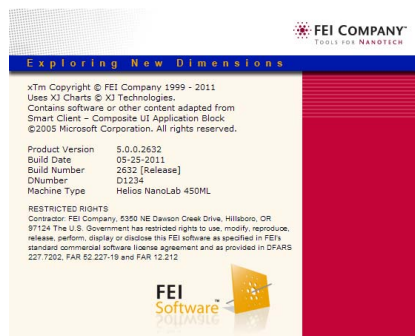 FEI COMPANY™
TOOLS FOR NANOTECH
Exploring New Dimensions
xTm Copyright © FEI Company 1999 - 2011
Uses XJ Charts © XJ Technologies.
Contains software or other content adapted from
Smart Client – Composite UI Application Block
©2005 Microsoft Corporation. All rights reserved.
Product Version 5.0.0.2632
Build Date 05-25-2011
Build Number 2632 [Release]
DNumber D1234
Machine Type Helios NanoLab 450ML
RESTRICTED RIGHTS
Contractor: FEI Company, 5350 NE Dawson Creek Drive, Hillsboro, OR
97124 The U.S. Government has restricted rights to use, modify, reproduce,
release, perform, display or disclose this FEI software as specified in FEI's
standard commercial software license agreement and as provided in DFARS
227.7202, FAR 52.227-19 and FAR 12.212
FEI
Software™